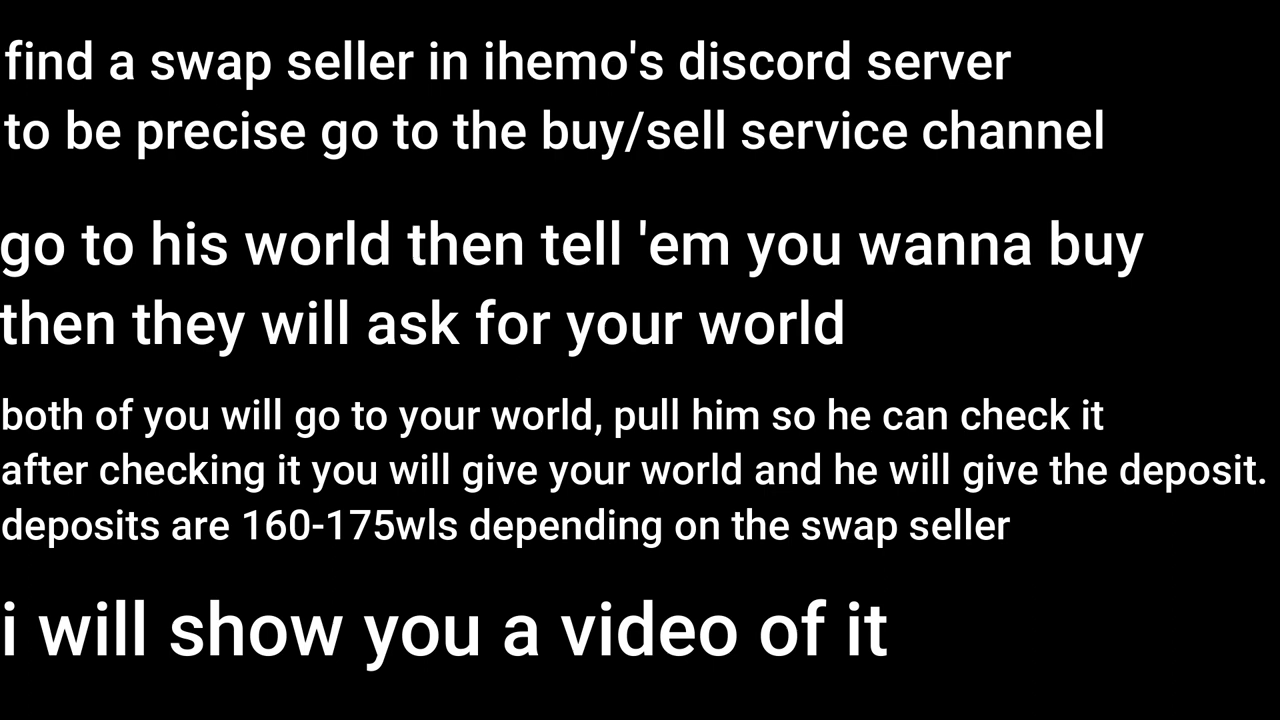 find a swap seller in ihemo's discord server
to be precise go to the buy/sell service channel
go to his world then tell 'em you wanna buy
then they will ask for your world
both of you will go to your world, pull him so he can check it
after checking it you will give your world and he will give the deposit.
deposits are 160-175wls depending on the swap seller
i will show you a video of it